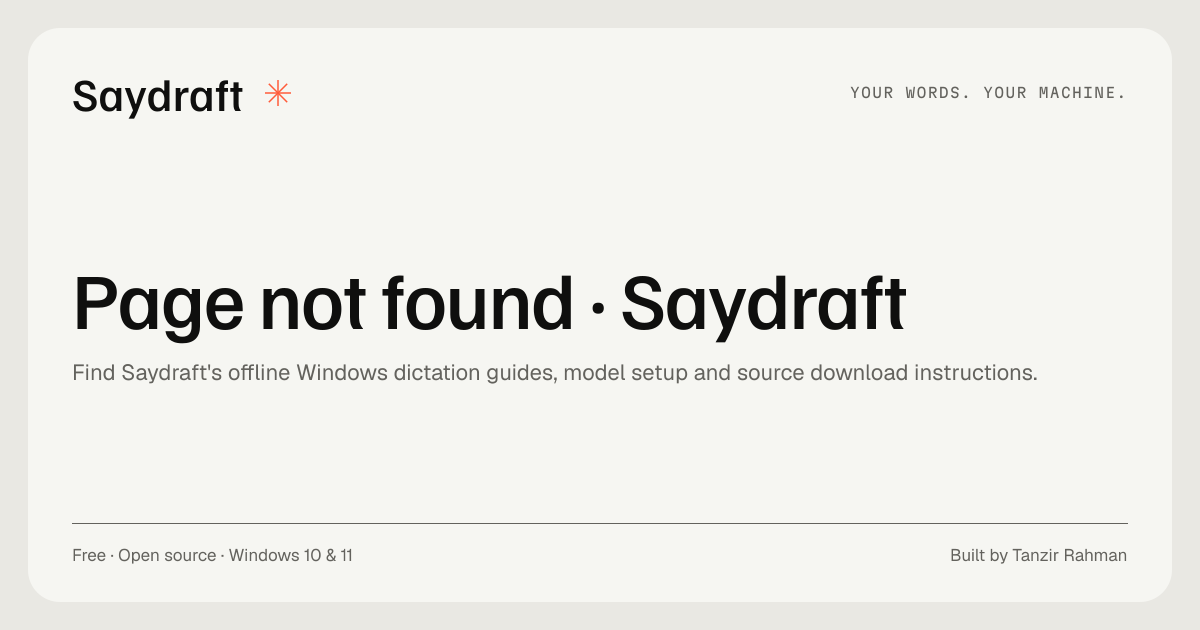 Saydraft
YOUR WORDS. YOUR MACHINE.
Page not found · Saydraft
Find Saydraft's offline Windows dictation guides, model setup and source download instructions.
Free · Open source · Windows 10 & 11
Built by Tanzir Rahman